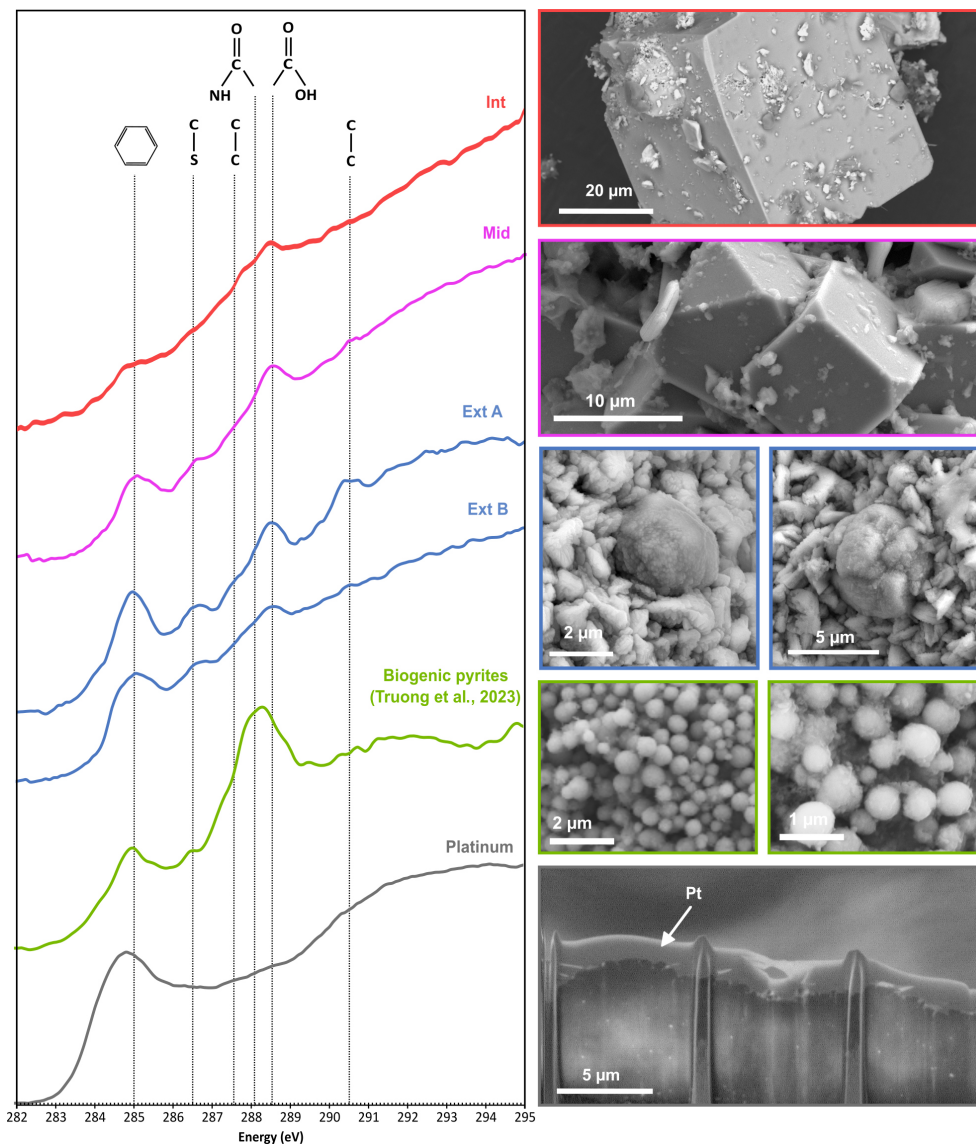 O
O
C
C
NH
OH
Int
C
S
C
C
C
C
Mid
Ext A
Ext B
Biogenic pyrites
(Truong et al., 2023)
Platinum
282 283 284 285 286 287 288 289 290 291 292 293 294 295
Energy (eV)
20 µm
10 µm
2 µm
5 µm
2 µm
1 µm
Pt
5 µm